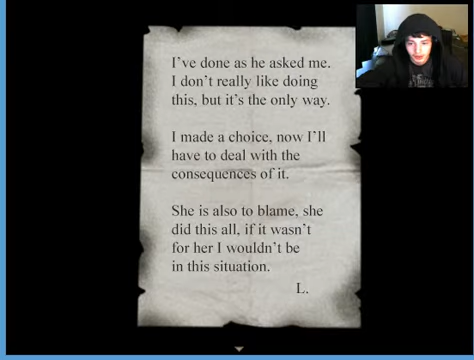 I've done as he asked me.
I don't really like doing
this, but it's the only way.
I made a choice, now I'll
have to deal with the
consequences of it.
She is also to blame, she
did this all, if it wasn't
for her I wouldn't be
in this situation.
L.